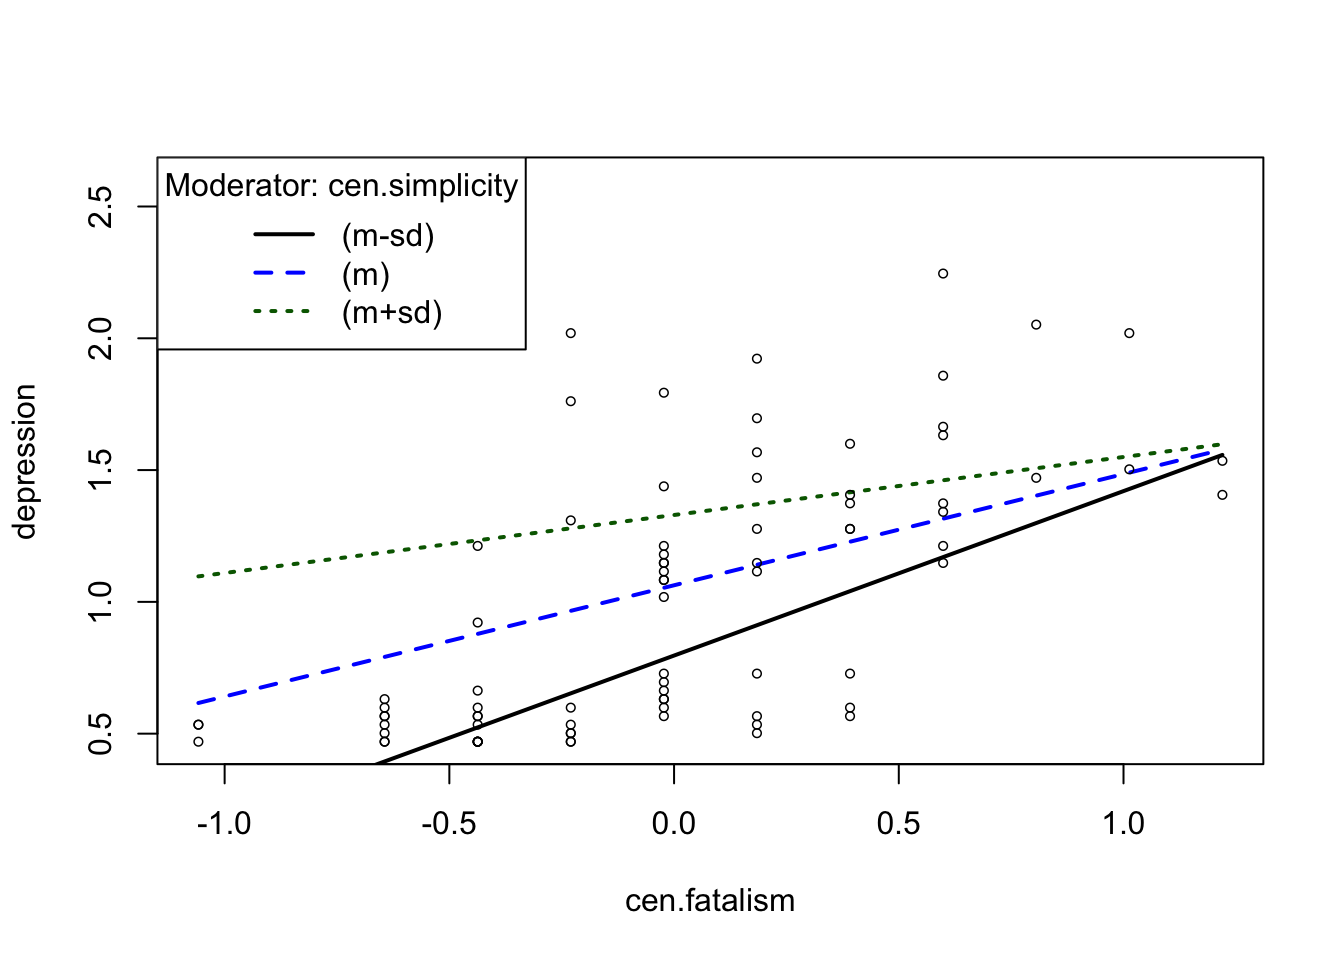 Moderator: cen.simplicity
(m-sd)
(m)
(m+sd)
depression
2.5
2.0
1.5
1.0
0.5
-1.0 -0.5 0.0 0.5 1.0
cen.fatalism